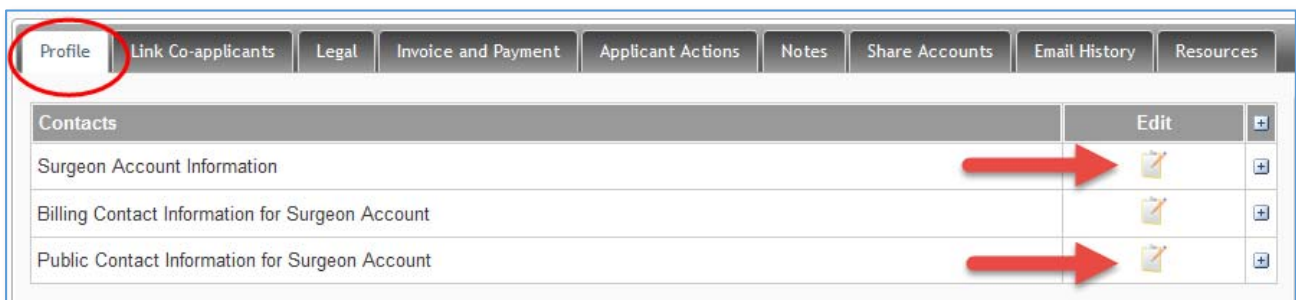 Profile Link Co-applicants Legal Invoice and Payment Applicant Actions Notes Share Accounts Email History Resources
Contacts Edit
Surgeon Account Information
Billing Contact Information for Surgeon Account
Public Contact Information for Surgeon Account